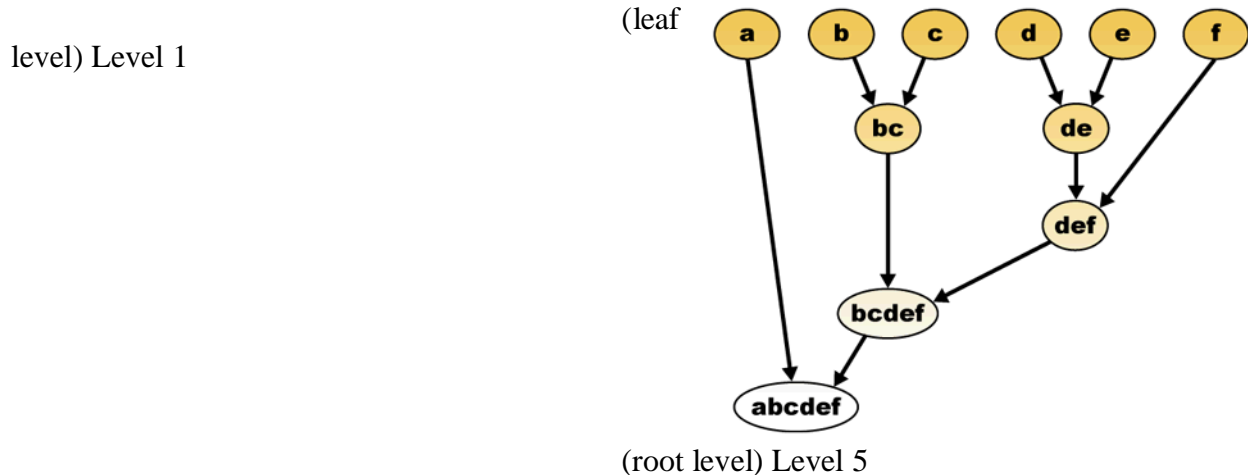 (leaf
level) Level 1
a b c d e f
bc de
def
bcdef
abcdef
(root level) Level 5